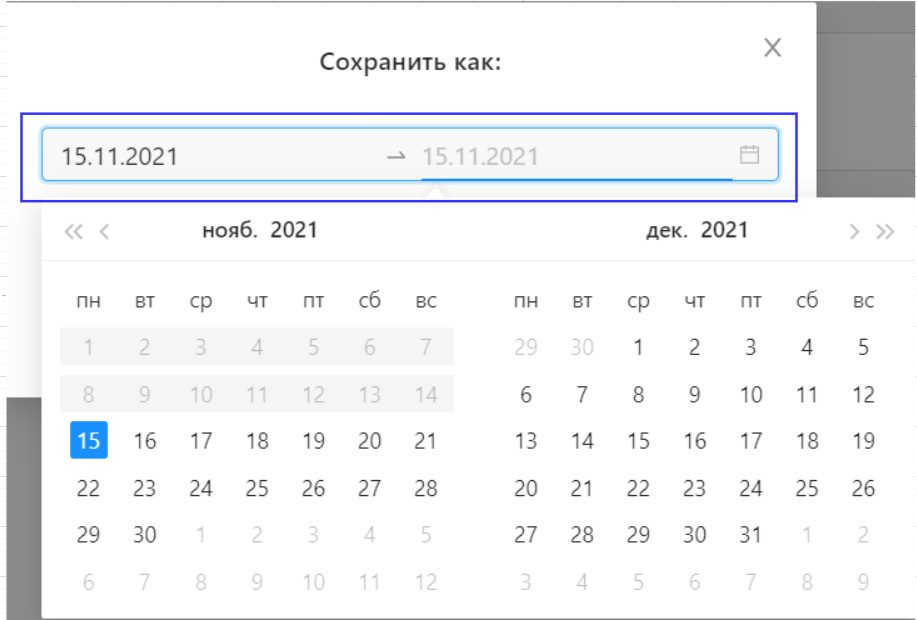 Сохранить как:
15.11.2021 → 15.11.2021
нояб. 2021 дек. 2021
пн вт ср чт пт сб вс пн вт ср чт пт сб вс
1 2 3 4 5 6 7 29 30 1 2 3 4 5
8 9 10 11 12 13 14 6 7 8 9 10 11 12
15 16 17 18 19 20 21 13 14 15 16 17 18 19
22 23 24 25 26 27 28 20 21 22 23 24 25 26
29 30 1 2 3 4 5 27 28 29 30 31 1 2
6 7 8 9 10 11 12 3 4 5 6 7 8 9